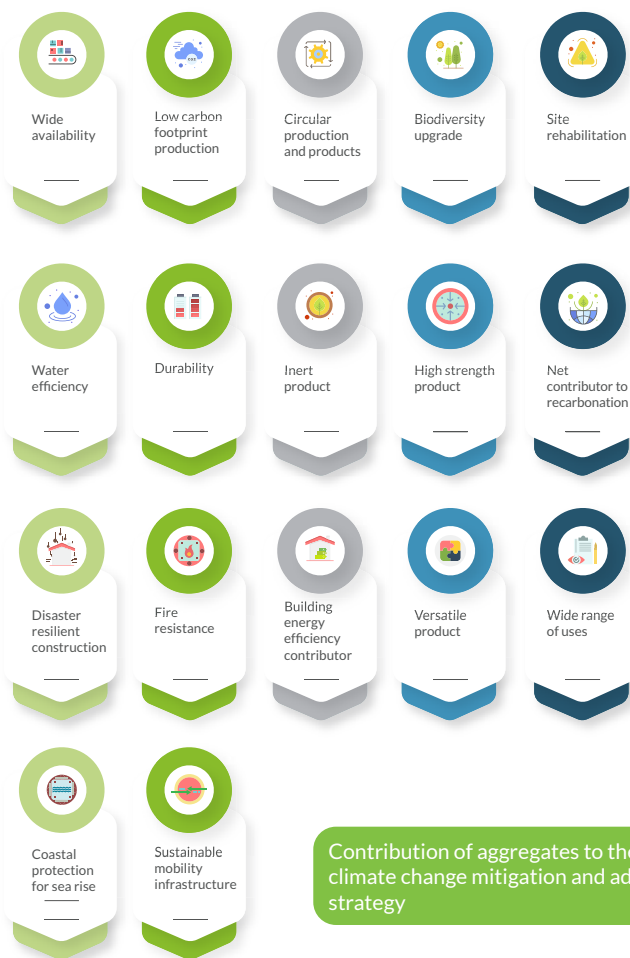 Wide
availability
Low carbon
footprint
production
Circular
production
and products
Biodiversity
upgrade
Site
rehabilitation
Water
efficiency
Durability
Inert
product
High strength
product
Net
contributor to
recarbonation
Disaster
resilient
construction
Fire
resistance
Building
energy
efficiency
contributor
Versatile
product
Wide range
of uses
Coastal
protection
for sea rise
Sustainable
mobility
infrastructure
Contribution of aggregates to
climate change mitigation and
strategy